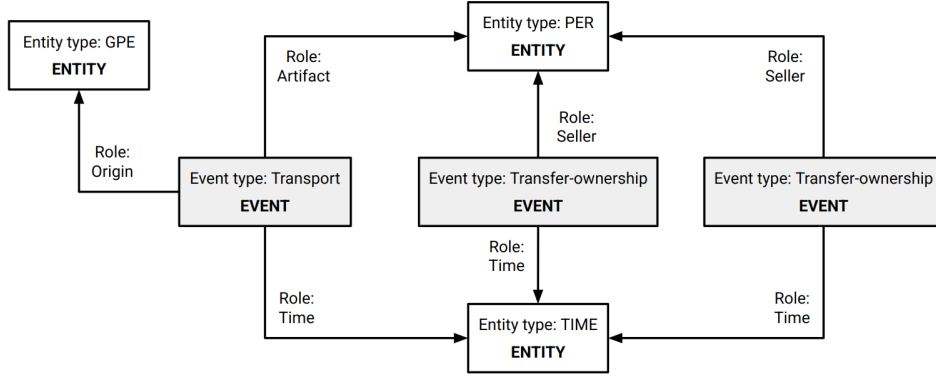 Entity type: GPE
ENTITY
Entity type: PER
ENTITY
Role:
Artifact
Role:
Seller
Role:
Seller
Role:
Origin
Event type: Transport
EVENT
Event type: Transfer-ownership
EVENT
Event type: Transfer-ownership
EVENT
Role:
Time
Role:
Time
Role:
Time
Entity type: TIME
ENTITY